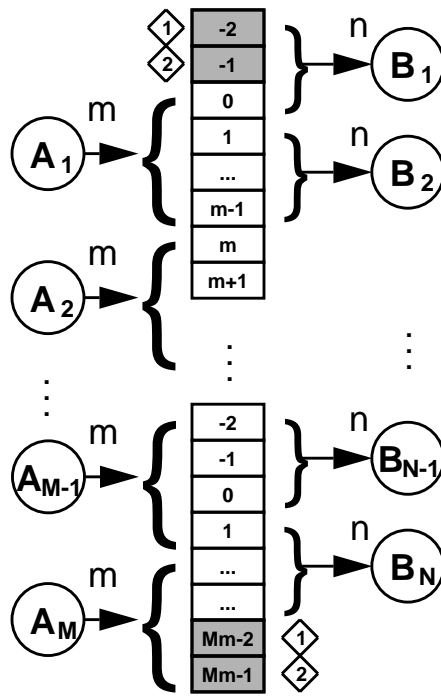 1 -2 n
2 -1 B1
m 0
A1 1 n
... B2
m-1
m m
A2 m+1
⋮ ⋮
⋮
m -2 n
-1 BN-1
AM-1 0
1 n
m ... BN
AM ...
Mm-2 1
Mm-1 2